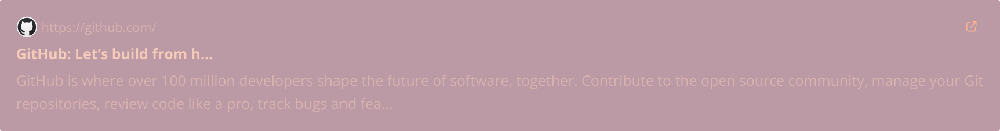 https://github.com/
GitHub: Let’s build from h...
GitHub is where over 100 million developers shape the future of software, together. Contribute to the open source community, manage your Git
repositories, review code like a pro, track bugs and fea...